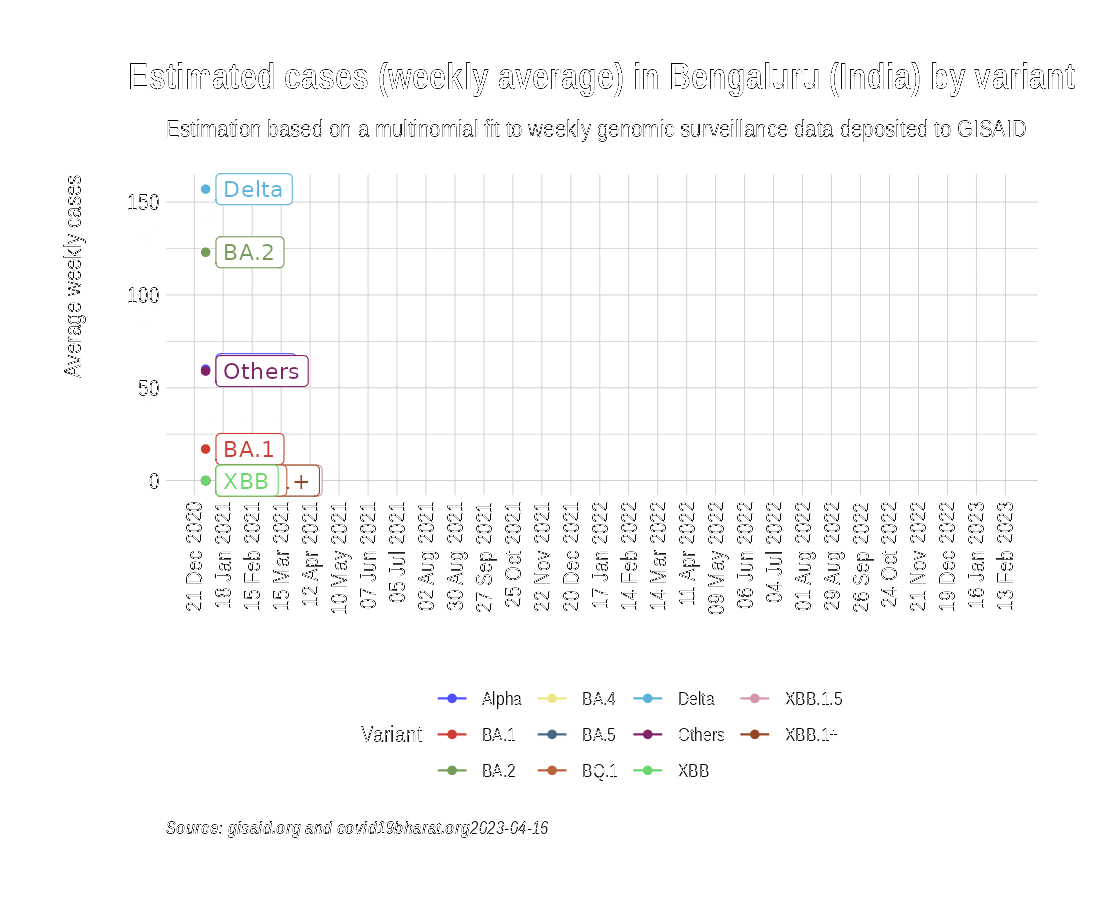 Estimated cases (weekly average) in Bengaluru (India) by variant
Estimation based on a multinomial fit to weekly genomic surveillance data deposited to GISAID
Average weekly cases
150
100
50
0
Delta
BA.2
Others
BA.1
XBB
.+
21 Dec 2020
18 Jan 2021
15 Feb 2021
15 Mar 2021
12 Apr 2021
10 May 2021
07 Jun 2021
05 Jul 2021
02 Aug 2021
30 Aug 2021
27 Sep 2021
25 Oct 2021
22 Nov 2021
20 Dec 2021
17 Jan 2022
14 Feb 2022
14 Mar 2022
11 Apr 2022
09 May 2022
06 Jun 2022
04 Jul 2022
01 Aug 2022
29 Aug 2022
26 Sep 2022
24 Oct 2022
21 Nov 2022
19 Dec 2022
16 Jan 2023
13 Feb 2023
Variant
Alpha BA.4 Delta XBB.1.5
BA.1 BA.5 Others XBB.1+
BA.2 BQ.1 XBB
Source: gisaid.org and covid19bharat.org2023-04-16